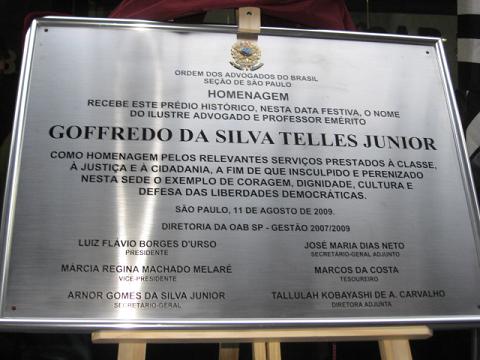 ORDEM DOS ADVOGADOS DO BRASIL
SEÇÃO DE SÃO PAULO
HOMENAGEM
RECEBE ESTE PRÉDIO HISTÓRICO, NESTA DATA FESTIVA, O NOME
DO ILUSTRE ADVOGADO E PROFESSOR EMÉRITO
GOFFREDO DA SILVA TELLES JUNIOR
COMO HOMENAGEM PELOS RELEVANTES SERVIÇOS PRESTADOS À CLASSE,
À JUSTIÇA E À CIDADANIA, A FIM DE QUE INSCULPIDO E PERENIZADO
NESTA SEDE O EXEMPLO DE CORAGEM, DIGNIDADE, CULTURA E
DEFESA DAS LIBERDADES DEMOCRÁTICAS.
SÃO PAULO, 11 DE AGOSTO DE 2009.
DIRETORIA DA OAB SP - GESTÃO 2007/2009
LUIZ FLÁVIO BORGES D'URSO
PRESIDENTE
JOSÉ MARIA DIAS NETO
SECRETÁRIO-GERAL ADJUNTO
MÁRCIA REGINA MACHADO MELARÉ
VICE-PRESIDENTE
MARCOS DA COSTA
TESOUREIRO
ARNOR GOMES DA SILVA JUNIOR
SECRETÁRIO-GERAL
TALLULAH KOBAYASHI DE A. CARVALHO
DIRETORA ADJUNTA